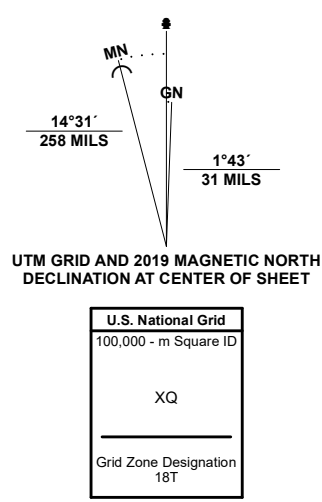 MN
GN
14°31´
258 MILS
1°43´
31 MILS
UTM GRID AND 2019 MAGNETIC NORTH
DECLINATION AT CENTER OF SHEET
U.S. National Grid
100,000 - m Square ID
XQ
Grid Zone Designation
18T